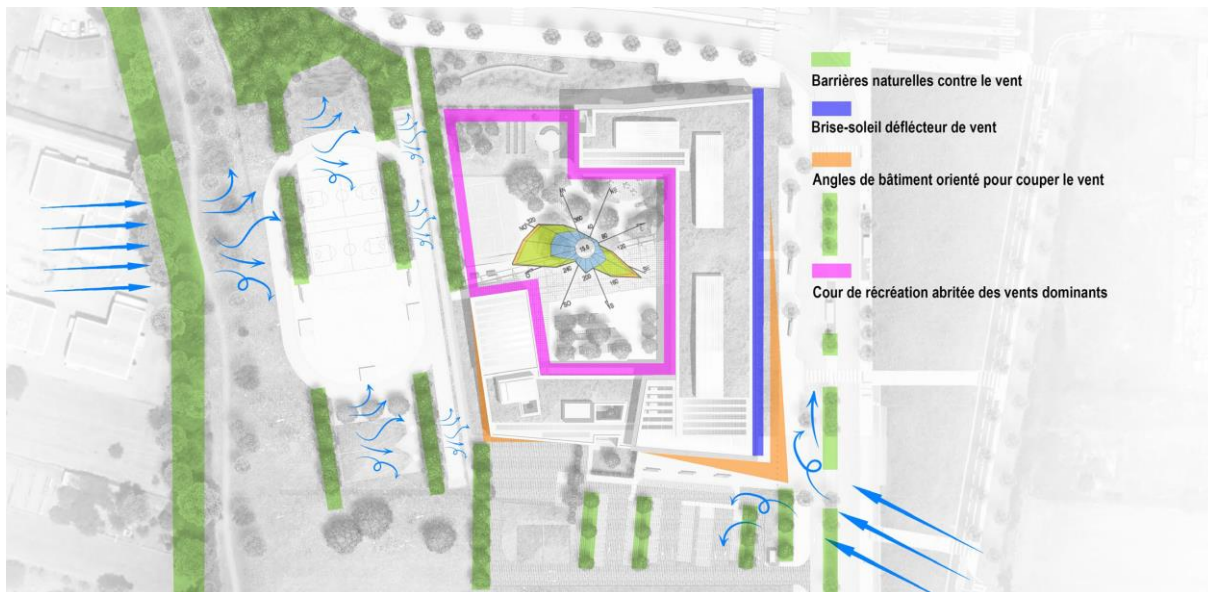 Barrières naturelles contre le vent
Brise-soleil déflécteur de vent
Angles de bâtiment orienté pour couper le vent
Cour de récréation abritée des vents dominants